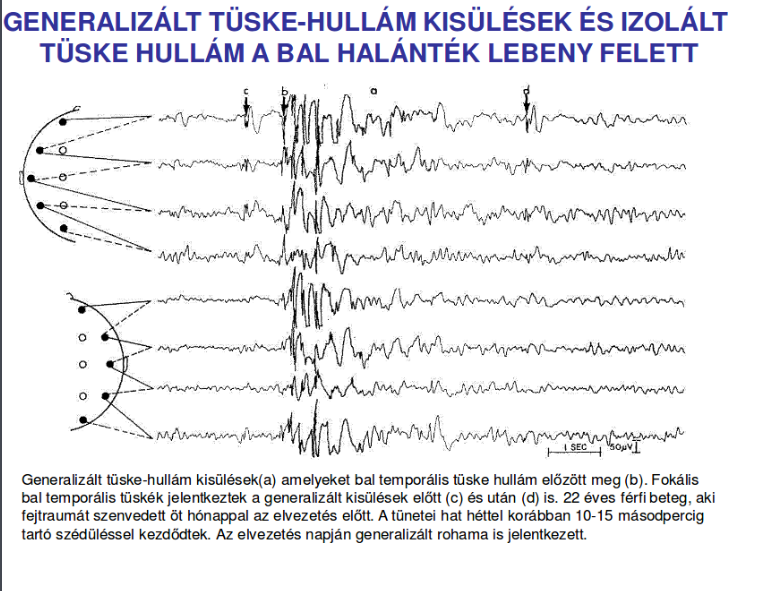 GENERALIZÁLT TÜSKE-HULLÁM KISÜLÉSEK ÉS IZOLÁLT
TÜSKE HULLÁM A BAL HALÁNTÉK LEBENY FELETT
c b a d
1 SEC 50µV
Generalizált tüske-hullám kisülések(a) amelyeket bal temporális tüske hullám előzött meg (b). Fokális
bal temporális tüskék jelentkeztek a generalizált kisülések előtt (c) és után (d) is. 22 éves férfi beteg, aki
fejtraumát szenvedett öt hónappal az elvezetés előtt. A tünetei hat héttel korábban 10-15 másodpercig
tartó szédüléssel kezdődtek. Az elvezetés napján generalizált rohama is jelentkezett.